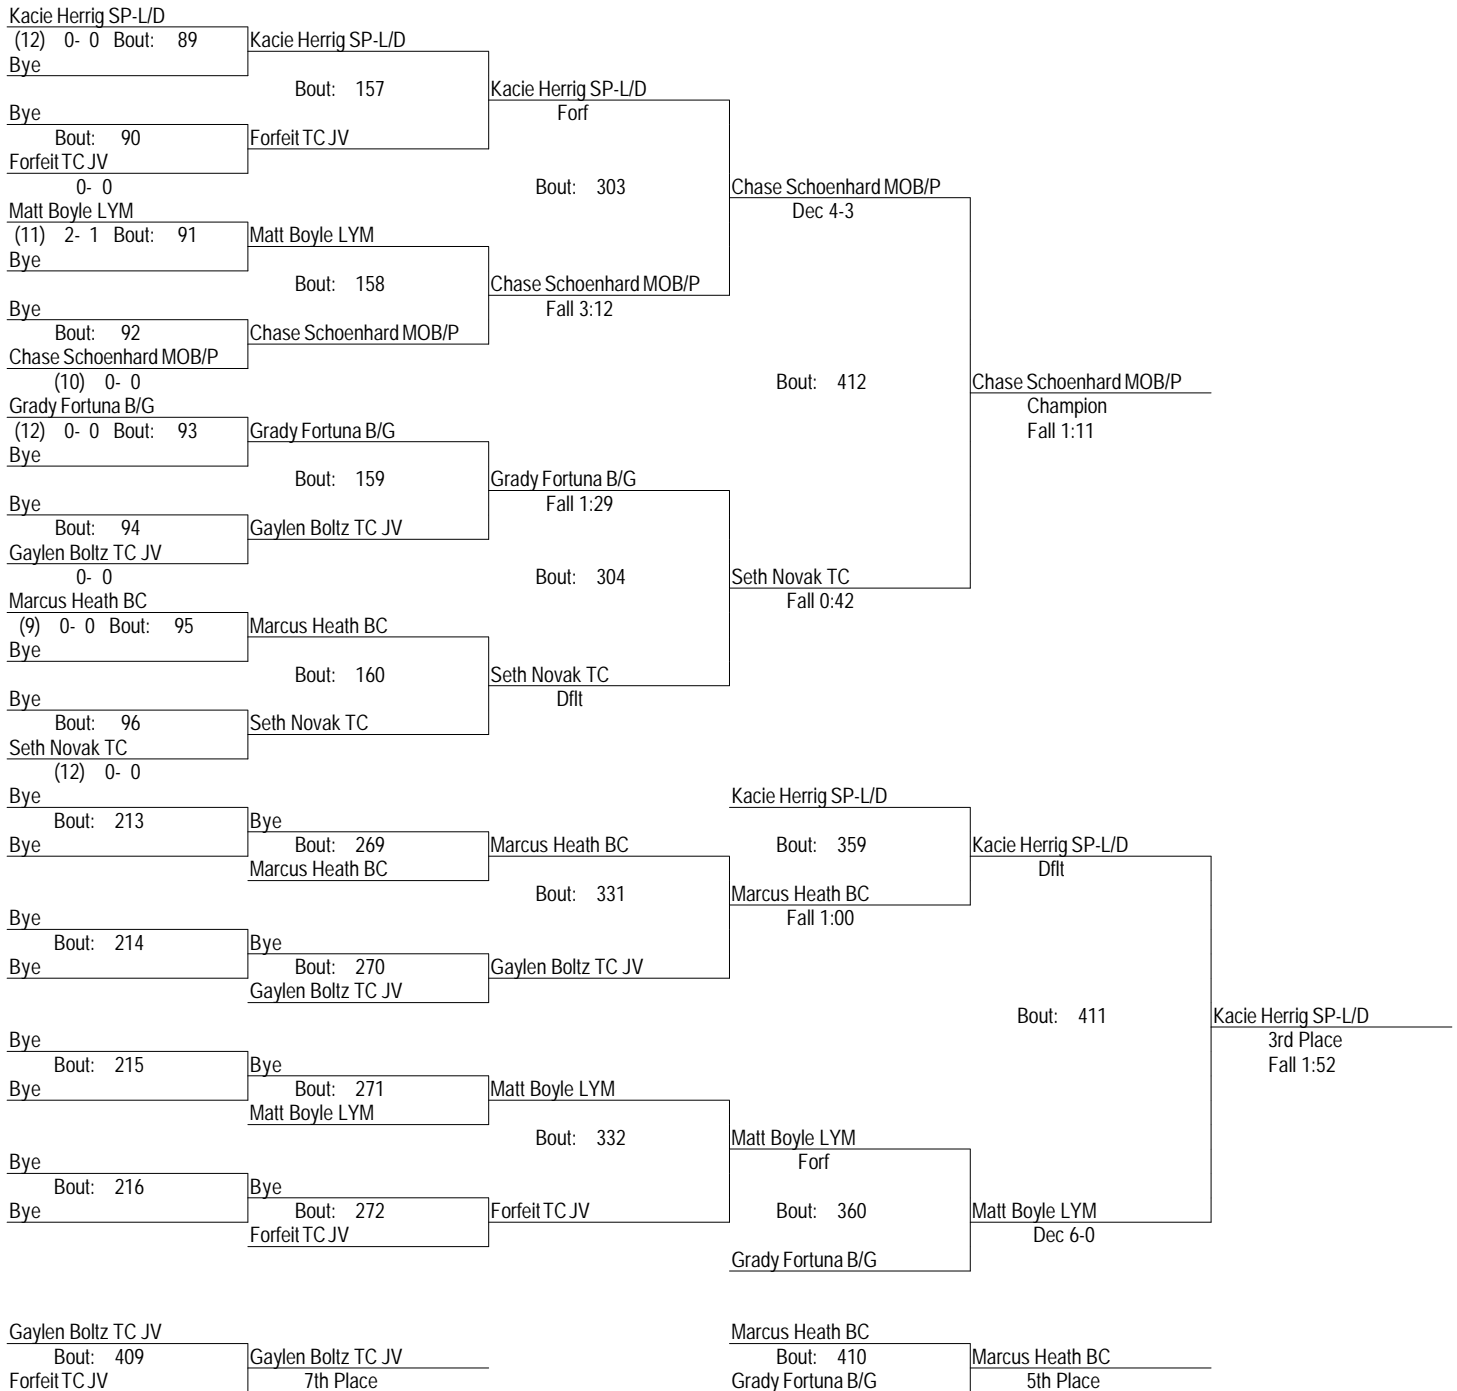 Kacie Herrig SP-L/D
(12) 0- 0 Bout: 89
Bye
Kacie Herrig SP-L/D
Bout: 157
Bye
Bout: 90
Forfeit TC JV
0- 0
Forfeit TC JV
Kacie Herrig SP-L/D
Forf
Bout: 303
Matt Boyle LYM
(11) 2- 1 Bout: 91
Bye
Matt Boyle LYM
Bout: 158
Bye
Bout: 92
Chase Schoenhard MOB/P
(10) 0- 0
Chase Schoenhard MOB/P
Chase Schoenhard MOB/P
Fall 3:12
Chase Schoenhard MOB/P
Dec 4-3
Bout: 412
Chase Schoenhard MOB/P
Champion
Fall 1:11
Grady Fortuna B/G
(12) 0- 0 Bout: 93
Bye
Grady Fortuna B/G
Bout: 159
Bye
Bout: 94
Gaylen Boltz TC JV
0- 0
Gaylen Boltz TC JV
Grady Fortuna B/G
Fall 1:29
Bout: 304
Marcus Heath BC
(9) 0- 0 Bout: 95
Bye
Marcus Heath BC
Bout: 160
Bye
Bout: 96
Seth Novak TC
(12) 0- 0
Seth Novak TC
Seth Novak TC
Dflt
Seth Novak TC
Fall 0:42
Bye
Bout: 213
Bye
Bye
Bout: 269
Marcus Heath BC
Marcus Heath BC
Bout: 331
Bye
Bout: 214
Bye
Bye
Bout: 270
Gaylen Boltz TC JV
Gaylen Boltz TC JV
Kacie Herrig SP-L/D
Bout: 359
Marcus Heath BC
Fall 1:00
Kacie Herrig SP-L/D
Dflt
Bout: 411
Kacie Herrig SP-L/D
3rd Place
Fall 1:52
Bye
Bout: 215
Bye
Bye
Bout: 271
Matt Boyle LYM
Matt Boyle LYM
Bout: 332
Bye
Bout: 216
Bye
Bye
Bout: 272
Forfeit TC JV
Forfeit TC JV
Matt Boyle LYM
Forf
Bout: 360
Grady Fortuna B/G
Matt Boyle LYM
Dec 6-0
Gaylen Boltz TC JV
Bout: 409
Forfeit TC JV
Gaylen Boltz TC JV
7th Place
Marcus Heath BC
Bout: 410
Grady Fortuna B/G
Marcus Heath BC
5th Place